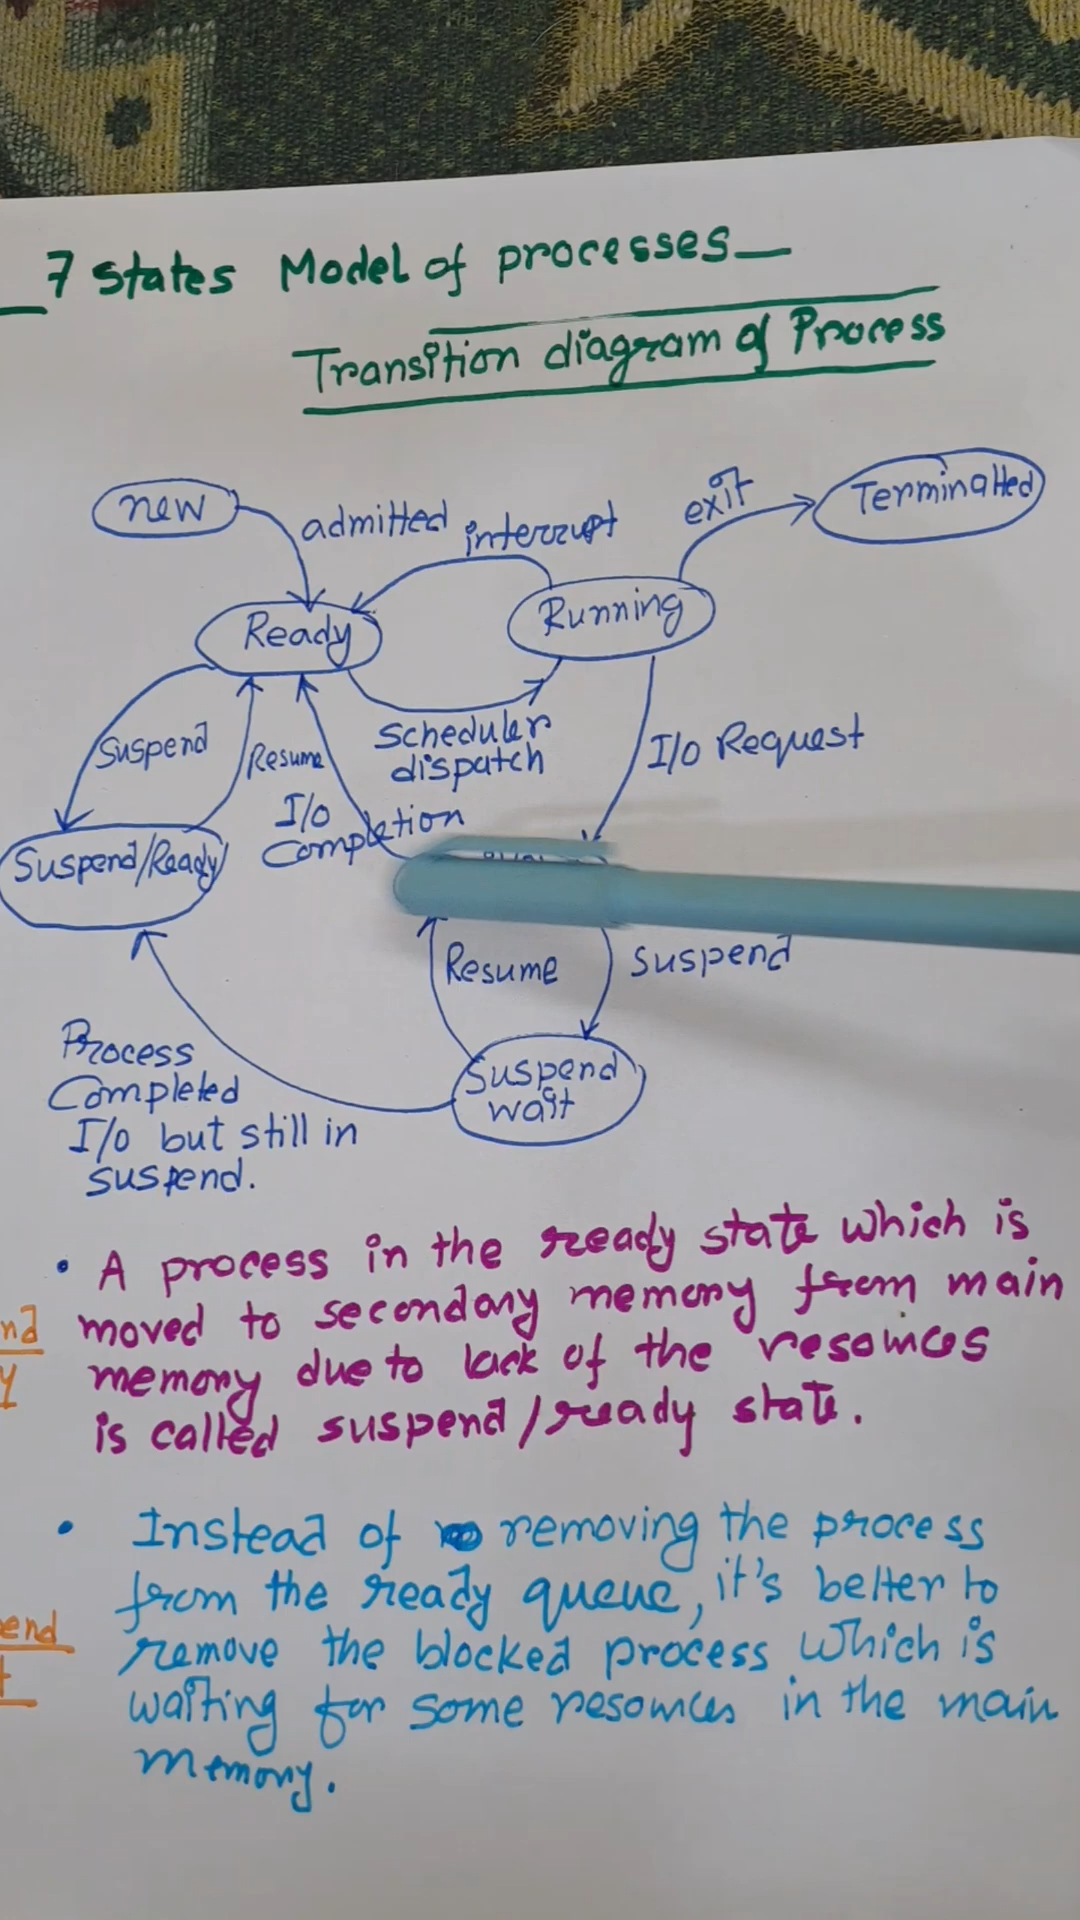 7 States Model of processes
Transition diagram of Process
new
admitted
interrupt
exit
Terminatted
Ready
Running
Suspend
Resume
Scheduler
dispatch
I/o Request
I/o
Completion
Suspend/Ready
Resume
Suspend
Suspend
wait
Process
Completed
I/o but still in
suspend.
• A process in the ready state which is
moved to secondary memory from main
memory due to lack of the resources
is called suspend/ready state.
• Instead of removing the process
from the ready queue, it's better to
remove the blocked process which is
waiting for some resources in the main
memory.